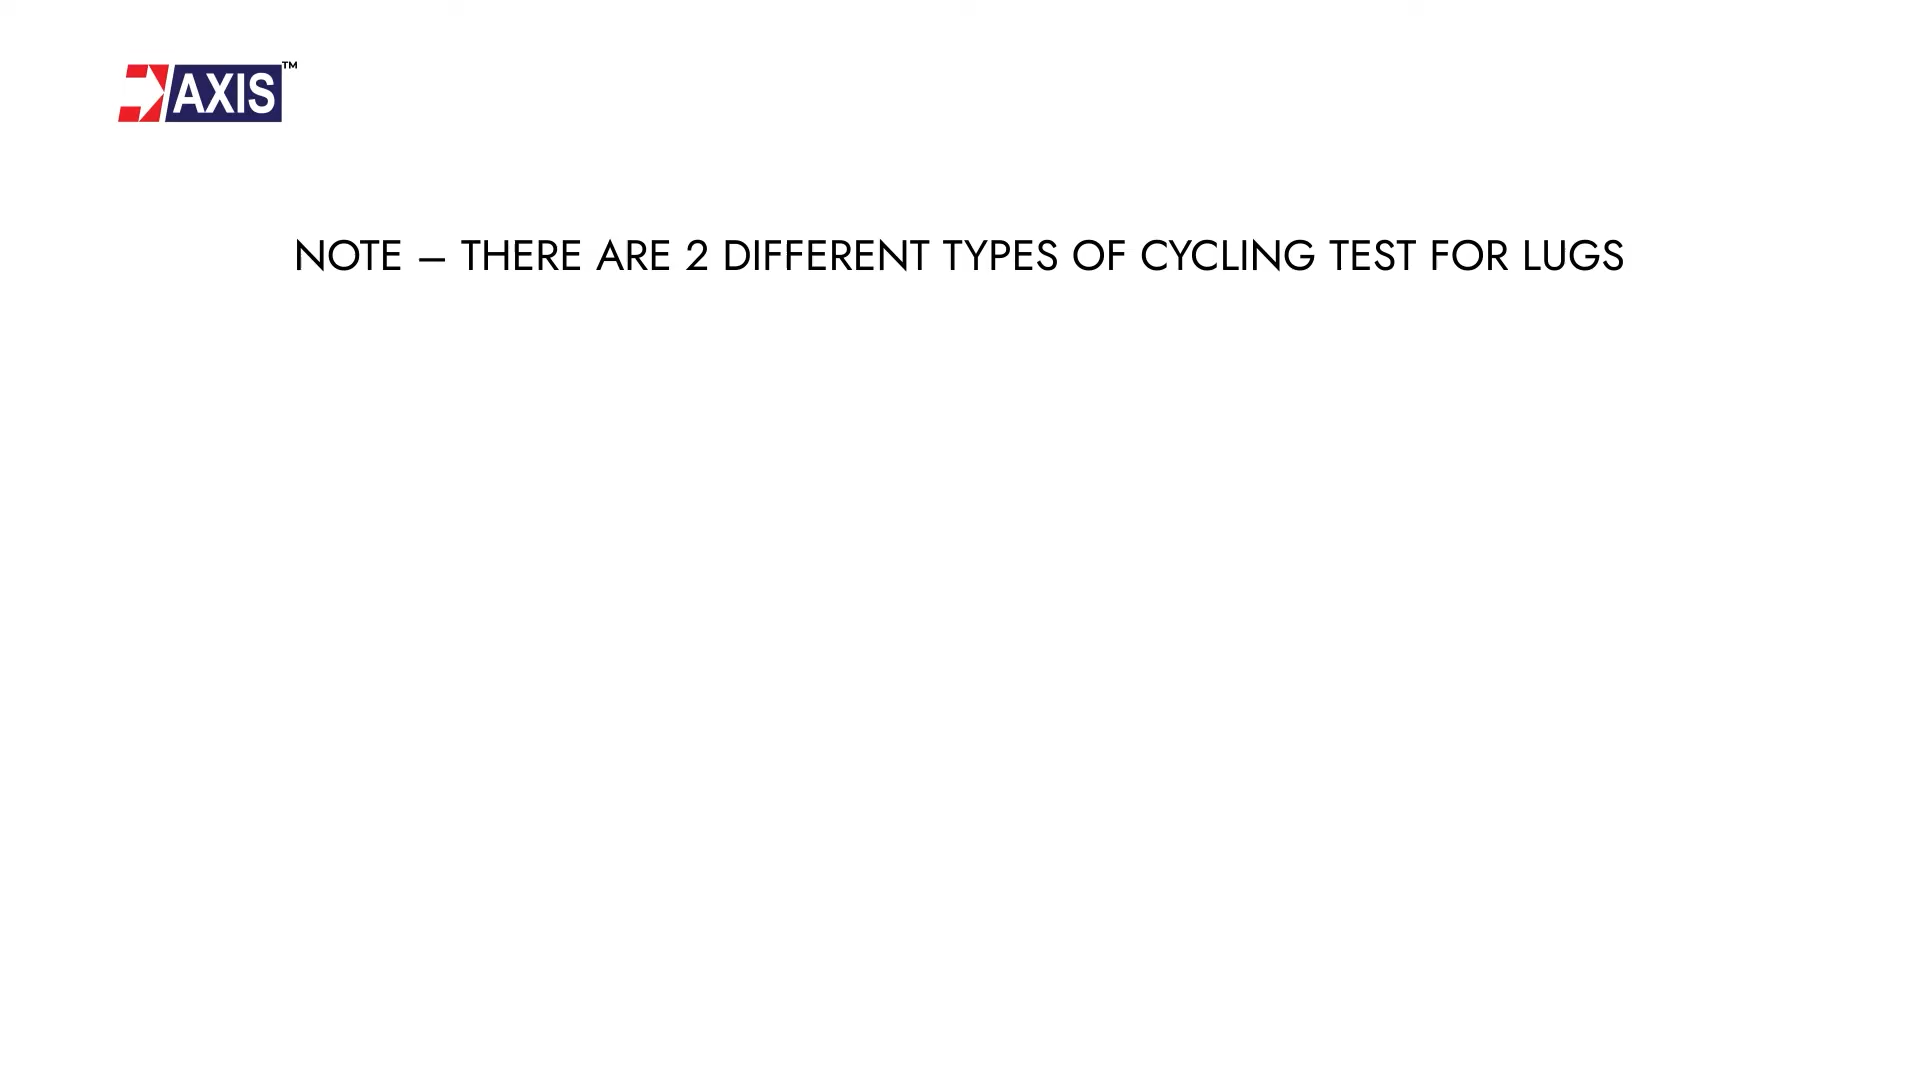 AXIS™
NOTE – THERE ARE 2 DIFFERENT TYPES OF CYCLING TEST FOR LUGS